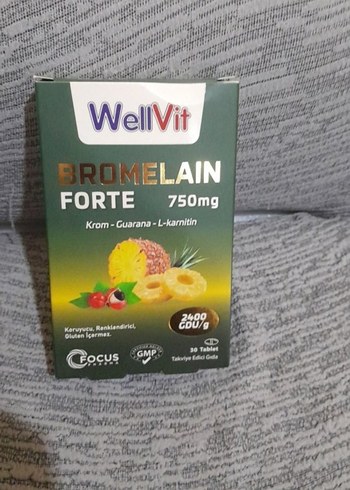 WellVit
BROMELAIN
FORTE 750mg
Krom - Guarana - L-karnitin
2400
GDU/g
Koruyucu, Renklendirici,
Gluten İçermez.
FOCUS
PHARMA
GMP
30 Tablet
Takviye Edici Gıda